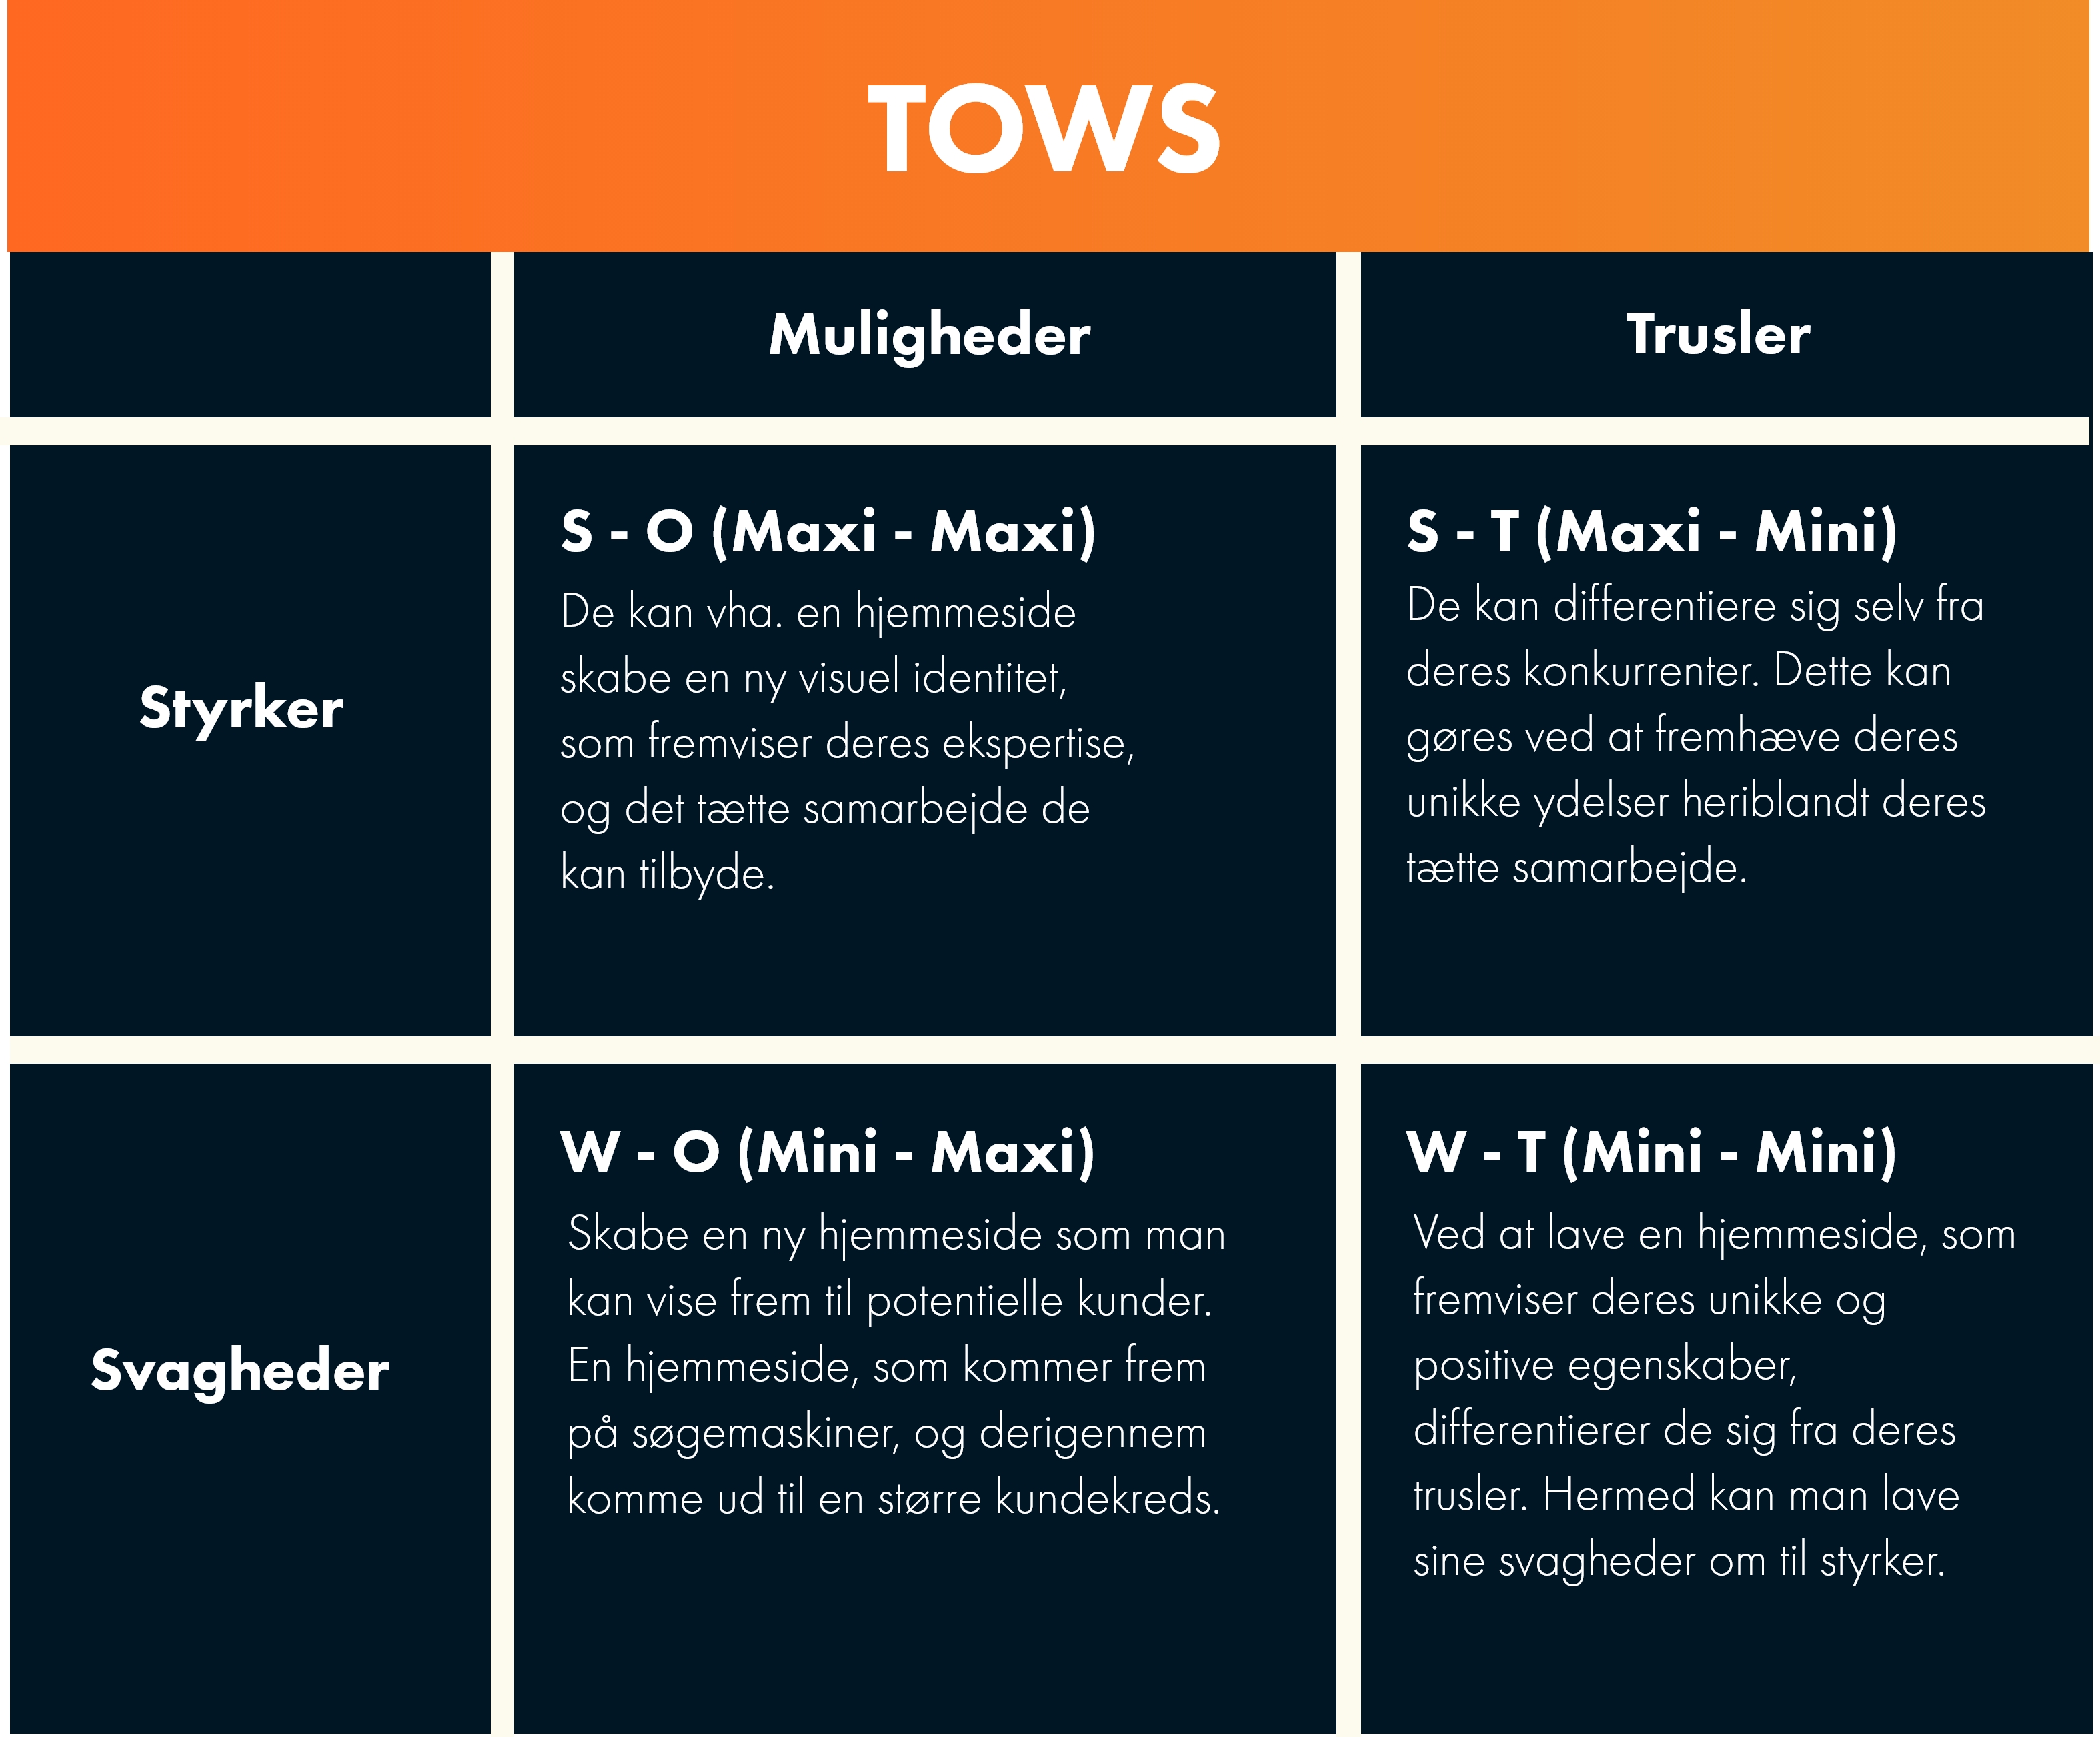 TOWS
Muligheder
Trusler
Styrker
S - O (Maxi - Maxi)
De kan vha. en hjemmeside
skabe en ny visuel identitet,
som fremviser deres ekspertise,
og det tætte samarbejde de
kan tilbyde.
S - T (Maxi - Mini)
De kan differentiere sig selv fra
deres konkurrenter. Dette kan
gøres ved at fremhæve deres
unikke ydelser heriblandt deres
tætte samarbejde.
Svagheder
W - O (Mini - Maxi)
Skabe en ny hjemmeside som man
kan vise frem til potentielle kunder.
En hjemmeside, som kommer frem
på søgemaskiner, og derigennem
komme ud til en større kundekreds.
W - T (Mini - Mini)
Ved at lave en hjemmeside, som
fremviser deres unikke og
positive egenskaber,
differentierer de sig fra deres
trusler. Hermed kan man lave
sine svagheder om til styrker.